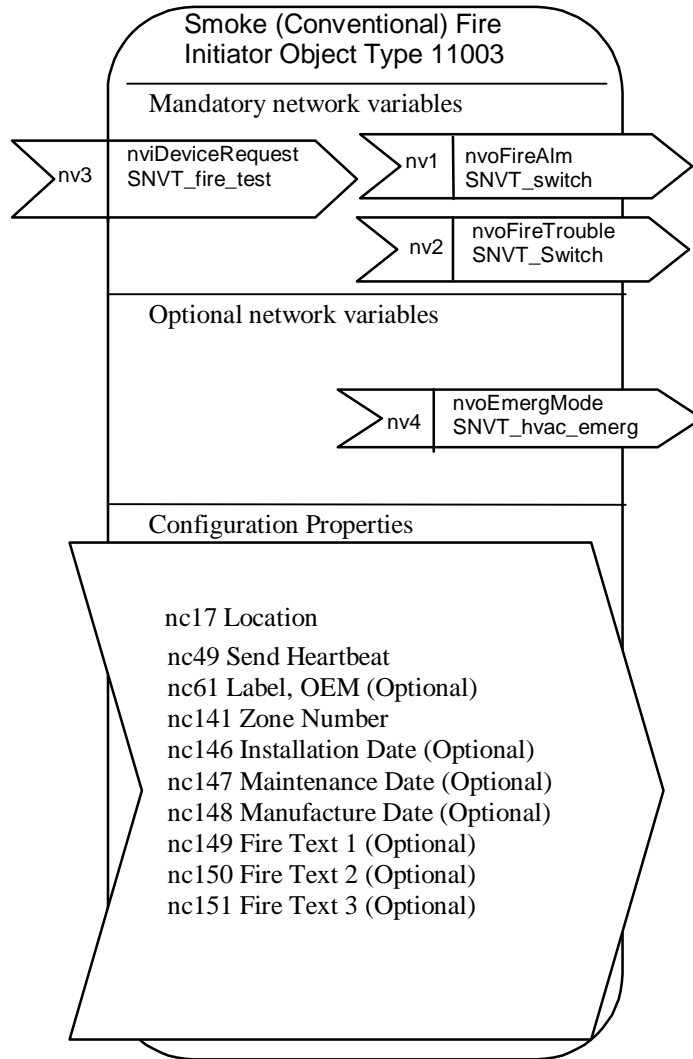 Smoke (Conventional) Fire
Initiator Object Type 11003
Mandatory network variables
nv3
nviDeviceRequest
SNVT_fire_test
nv1
nvoFireAlm
SNVT_switch
nv2
nvoFireTrouble
SNVT_Switch
Optional network variables
nv4
nvoEmergMode
SNVT_hvac_emerg
Configuration Properties
nc17 Location
nc49 Send Heartbeat
nc61 Label, OEM (Optional)
nc141 Zone Number
nc146 Installation Date (Optional)
nc147 Maintenance Date (Optional)
nc148 Manufacture Date (Optional)
nc149 Fire Text 1 (Optional)
nc150 Fire Text 2 (Optional)
nc151 Fire Text 3 (Optional)